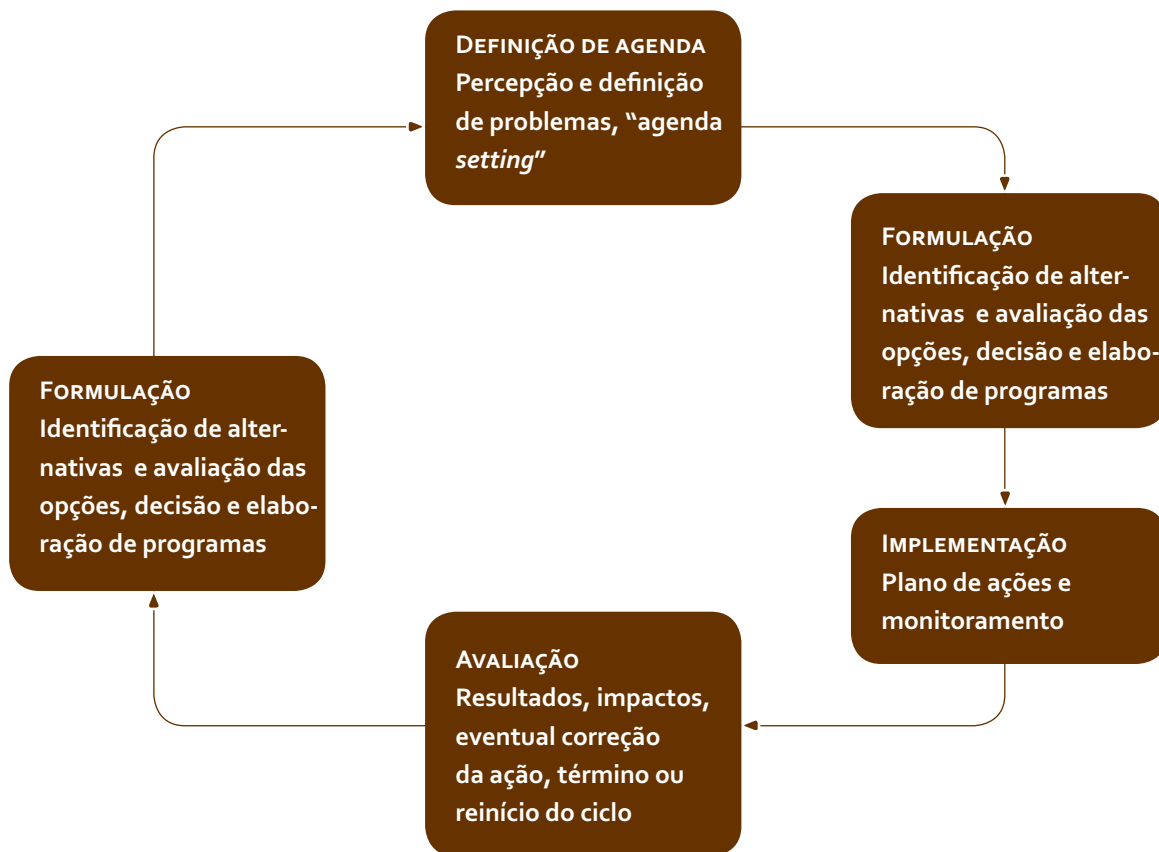 DEFINIÇÃO DE AGENDA
Percepção e definição
de problemas, “agenda
setting”
FORMULAÇÃO
Identificação de alter-
nativas e avaliação das
opções, decisão e elabo-
ração de programas
IMPLEMENTAÇÃO
Plano de ações e
monitoramento
AVALIAÇÃO
Resultados, impactos,
eventual correção
da ação, término ou
reinício do ciclo
FORMULAÇÃO
Identificação de alter-
nativas e avaliação das
opções, decisão e elabo-
ração de programas